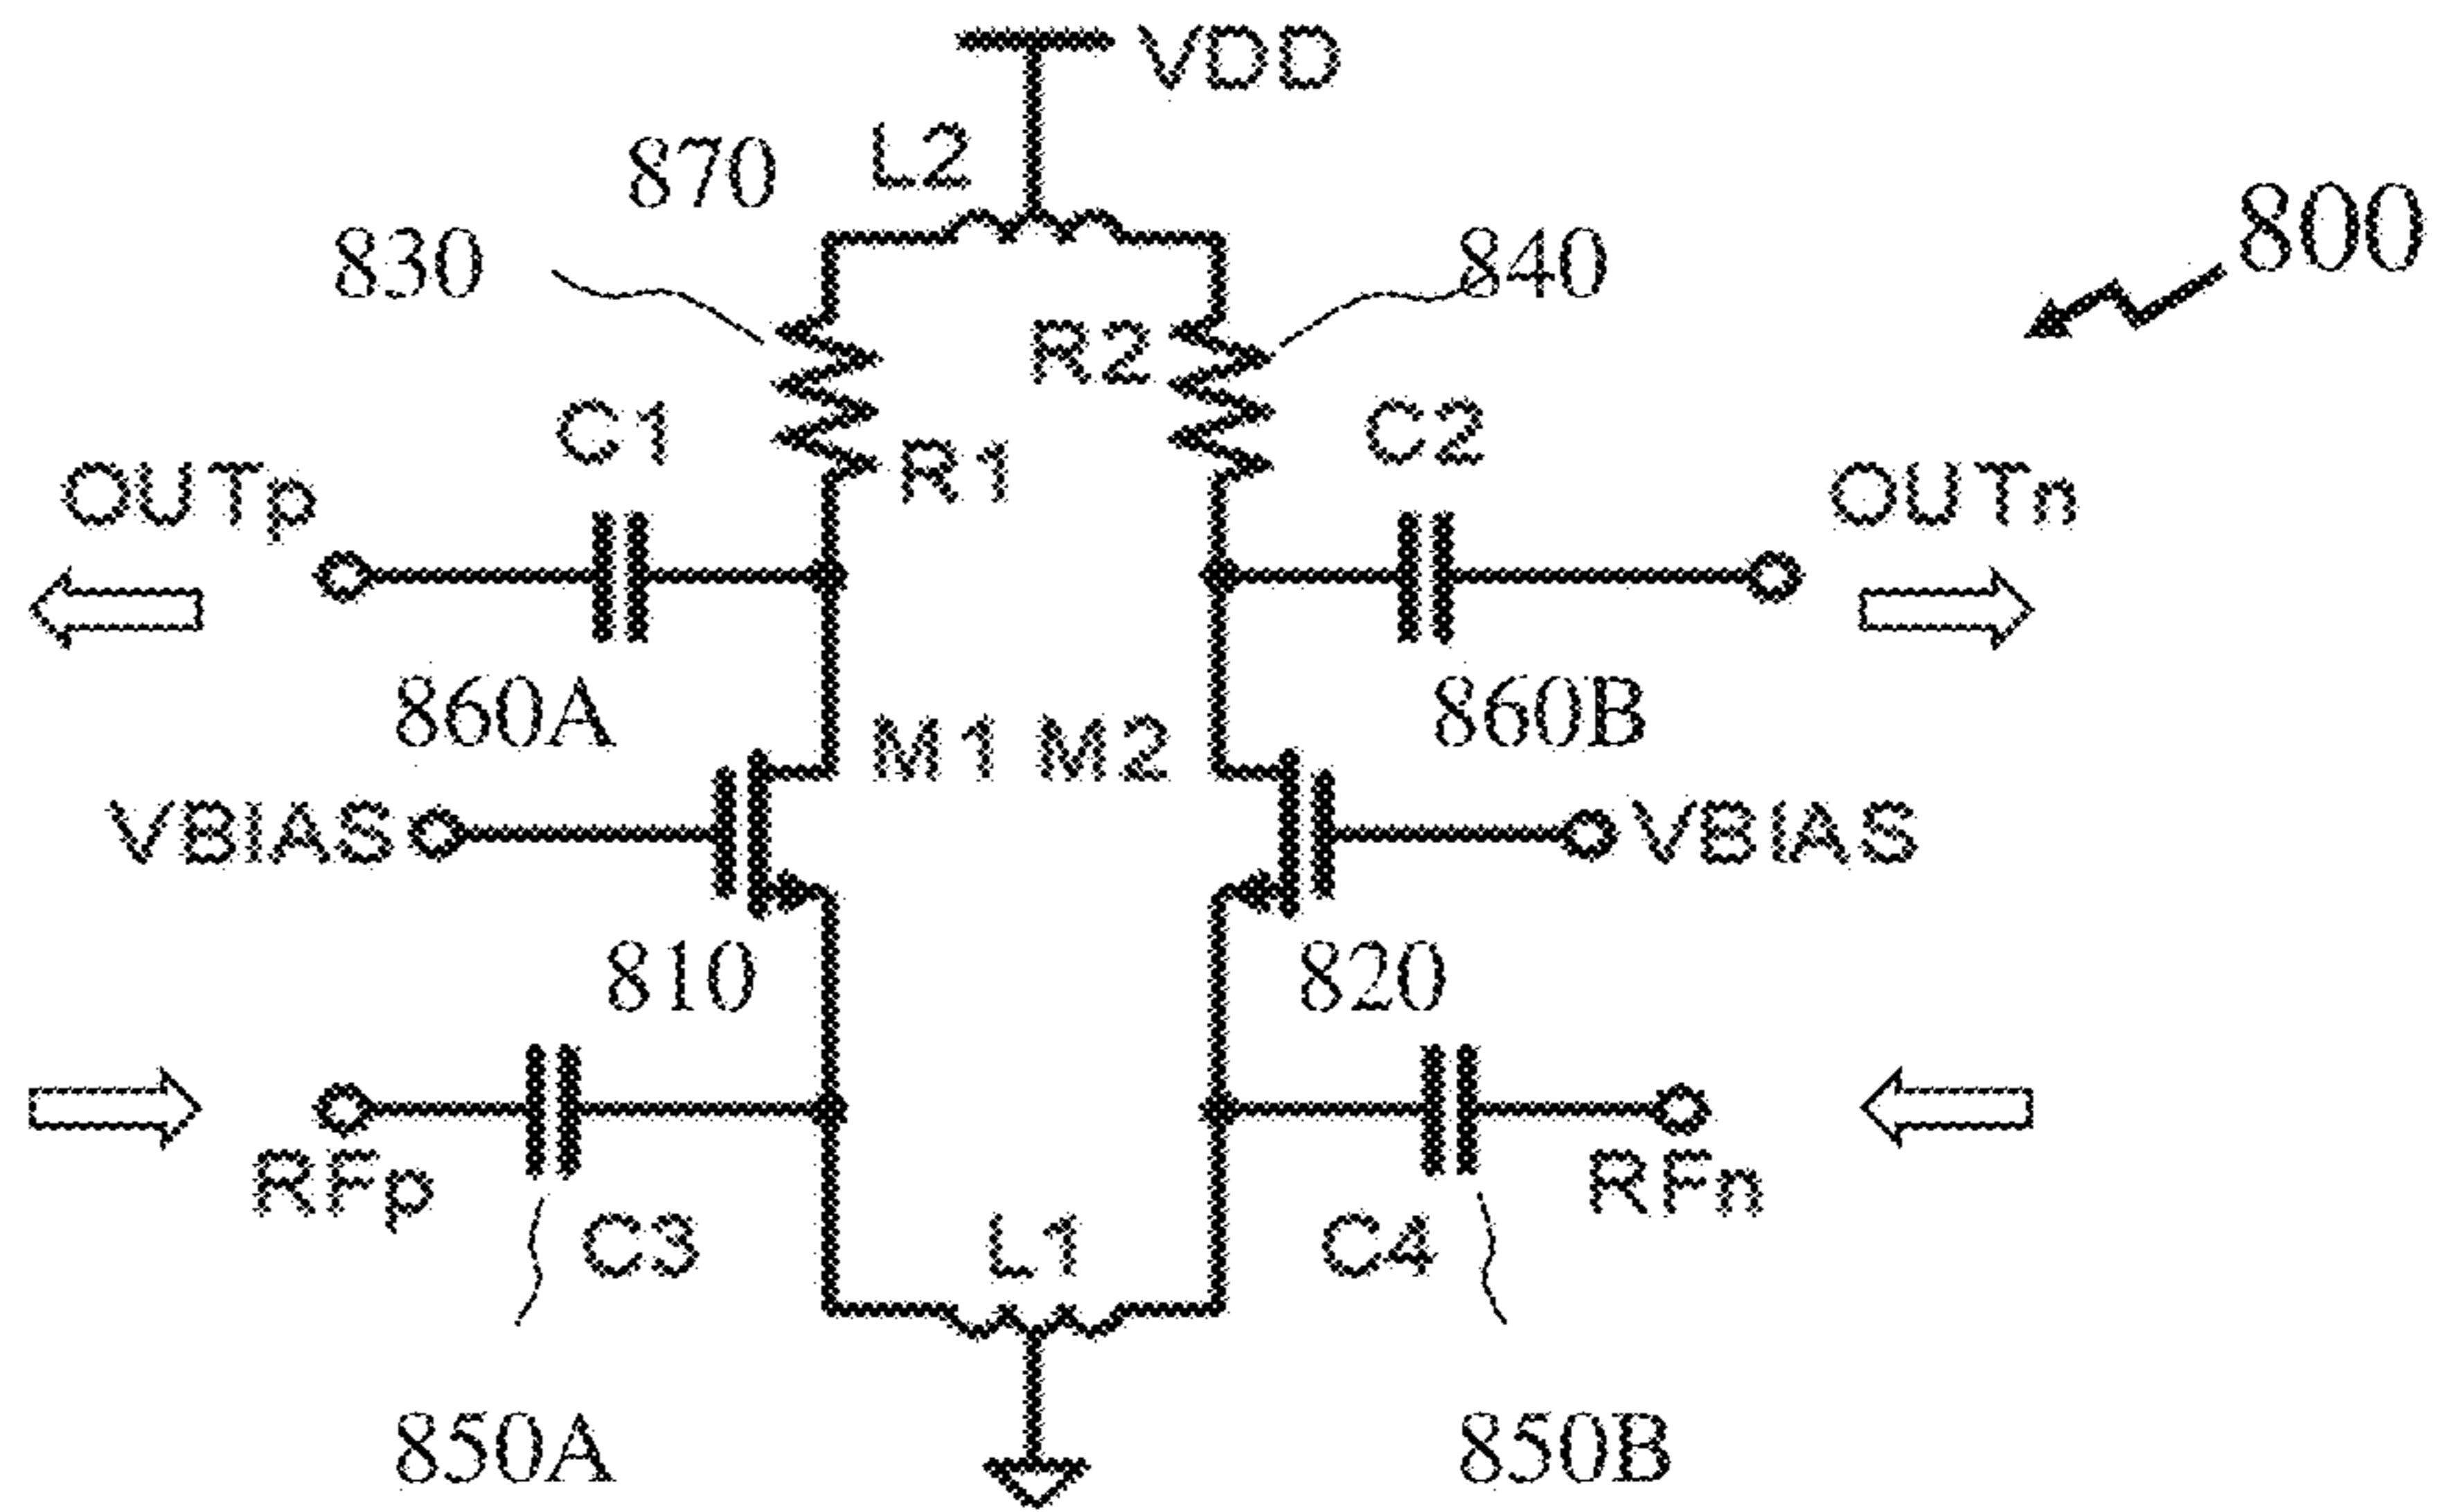 VDD
L2
870
830
840
800
R2
C1
C2
R1
OUTp
OUTn
860A
860B
M1 M2
VBIAS
VBIAS
810
820
RFp
RFn
C3
L1
C4
850A
850B